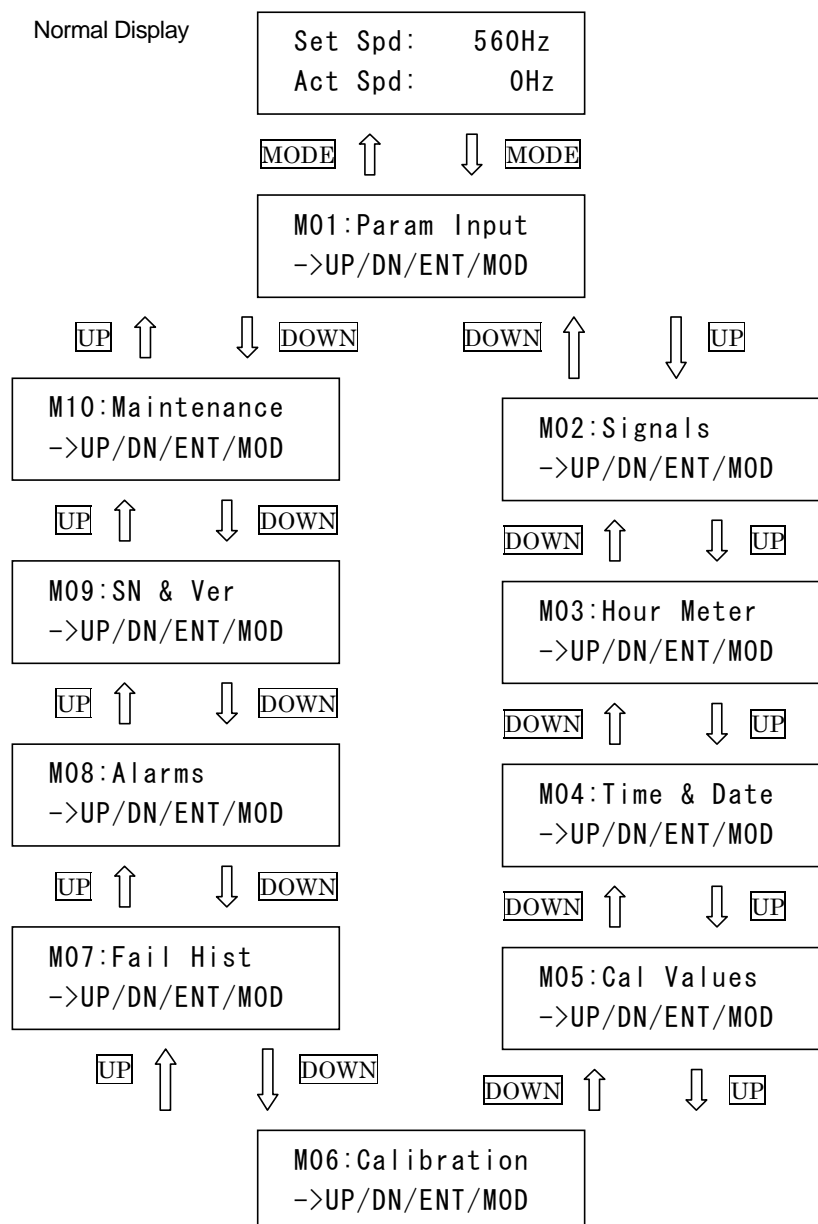 Normal Display
Set Spd: 560Hz
Act Spd: 0Hz
MODE MODE
M01:Param Input
->UP/DN/ENT/MOD
UP DOWN DOWN UP
M10:Maintenance
->UP/DN/ENT/MOD
M02:Signals
->UP/DN/ENT/MOD
UP DOWN
DOWN UP
M09:SN & Ver
->UP/DN/ENT/MOD
M03:Hour Meter
->UP/DN/ENT/MOD
UP DOWN
DOWN UP
M08:Alarms
->UP/DN/ENT/MOD
M04:Time & Date
->UP/DN/ENT/MOD
UP DOWN
DOWN UP
M07:Fail Hist
->UP/DN/ENT/MOD
M05:Cal Values
->UP/DN/ENT/MOD
UP DOWN
DOWN UP
M06:Calibration
->UP/DN/ENT/MOD